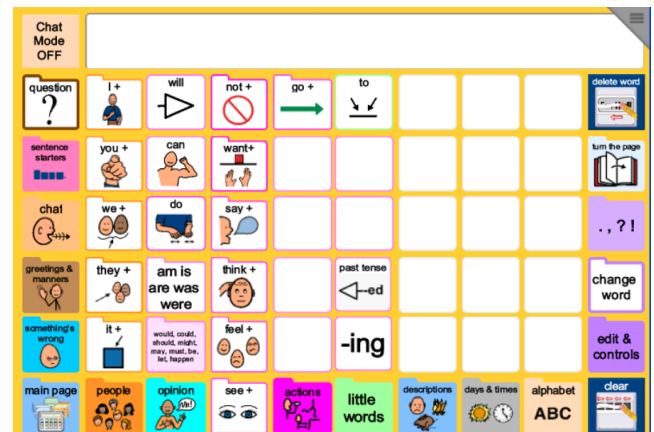 Chat
Mode
OFF
question
?
I +
will
not +
go +
to
delete word
sentence
starters
you +
can
want+
turn the page
chat
we +
do
say +
. , ? !
greetings &
manners
they +
am is
are was
were
think +
past tense
--ed
change
word
something's
wrong
it +
would, could,
should, might,
may, must, be,
let, happen
feel +
-ing
edit &
controls
main page
people
opinion
see +
actions
little
words
descriptions
days & times
alphabet
ABC
clear